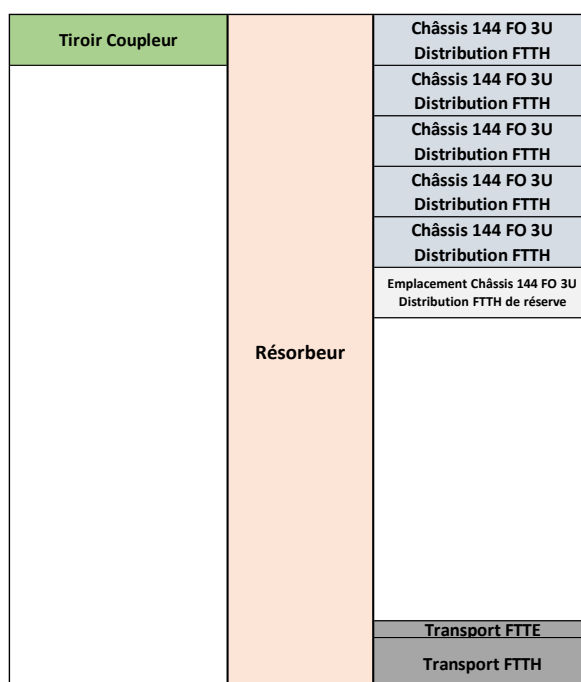 Tiroir Coupleur
Résorbeur
Châssis 144 FO 3U
Distribution FTTH
Châssis 144 FO 3U
Distribution FTTH
Châssis 144 FO 3U
Distribution FTTH
Châssis 144 FO 3U
Distribution FTTH
Châssis 144 FO 3U
Distribution FTTH
Emplacement Châssis 144 FO 3U
Distribution FTTH de réserve
Transport FTTE
Transport FTTH